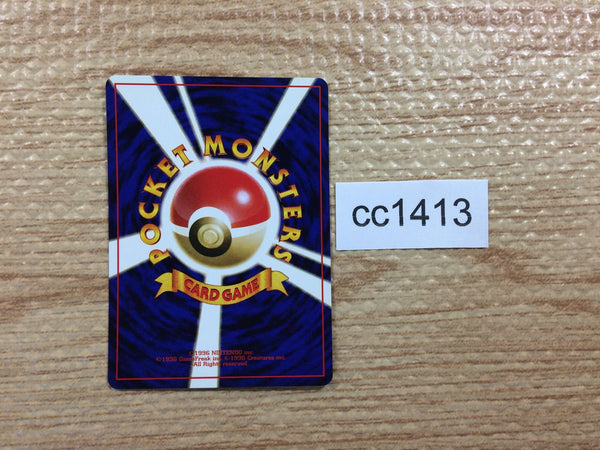 POCKET MONSTERS
CARD GAME
©1996 NINTENDO inc.
©1996 GameFreak inc. ©1996 Creatures inc.
All Rights reserved.
cc1413